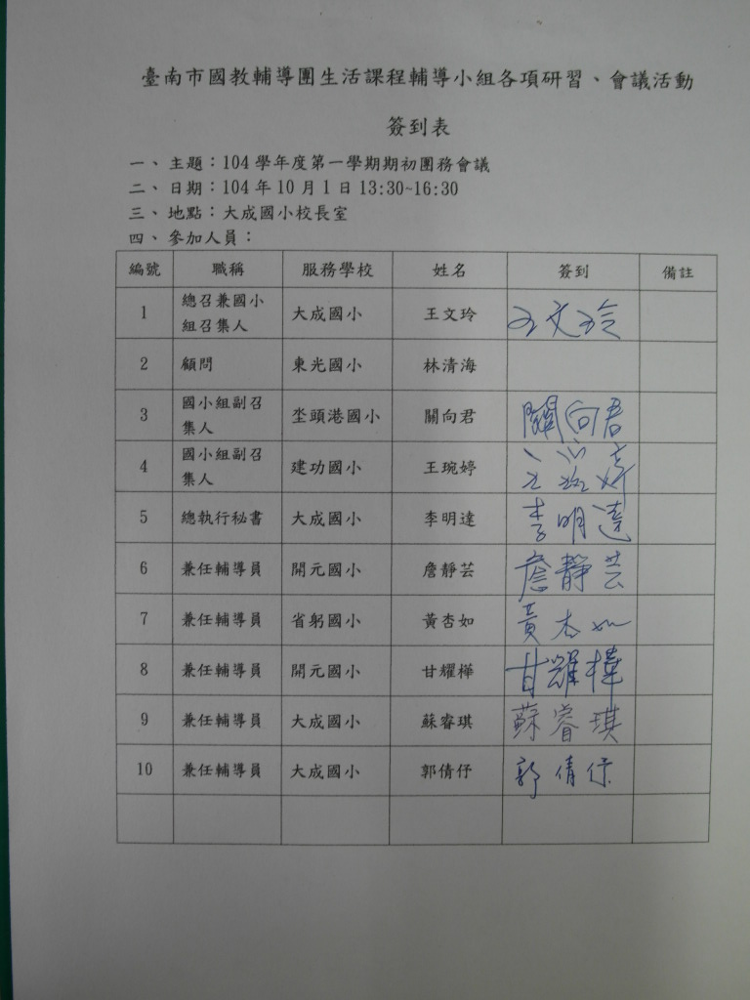 臺南市國教輔導團生活課程輔導小組各項研習、會議活動
簽到表
一、主題：104學年度第一學期期初團務會議
二、日期：104年10月1日13:30~16:30
三、地點：大成國小校長室
四、參加人員：
編號 職稱 服務學校 姓名 簽到 備註
1 總召兼國小組召集人 大成國小 王文玲 王文玲
2 顧問 東光國小 林清海
3 國小組副召集人 坔頭港國小 關向君 關向君
4 國小組副召集人 建功國小 王琬婷 王琬婷
5 總執行秘書 大成國小 李明達 李明達
6 兼任輔導員 開元國小 詹靜芸 詹靜芸
7 兼任輔導員 省躬國小 黃杏如 黃杏如
8 兼任輔導員 開元國小 甘耀樺 甘耀樺
9 兼任輔導員 大成國小 蘇睿琪 蘇睿琪
10 兼任輔導員 大成國小 郭倩伃 郭倩伃